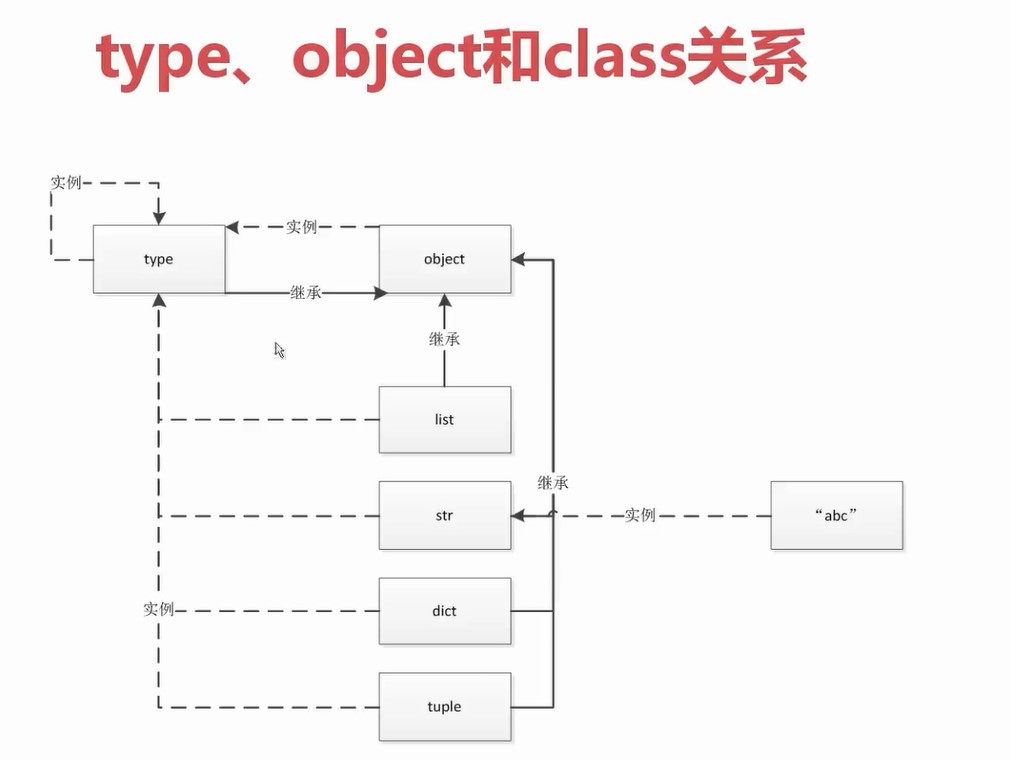 type、object和class关系
实例
实例
type
object
继承
继承
list
继承
str
实例
“abc”
实例
dict
tuple